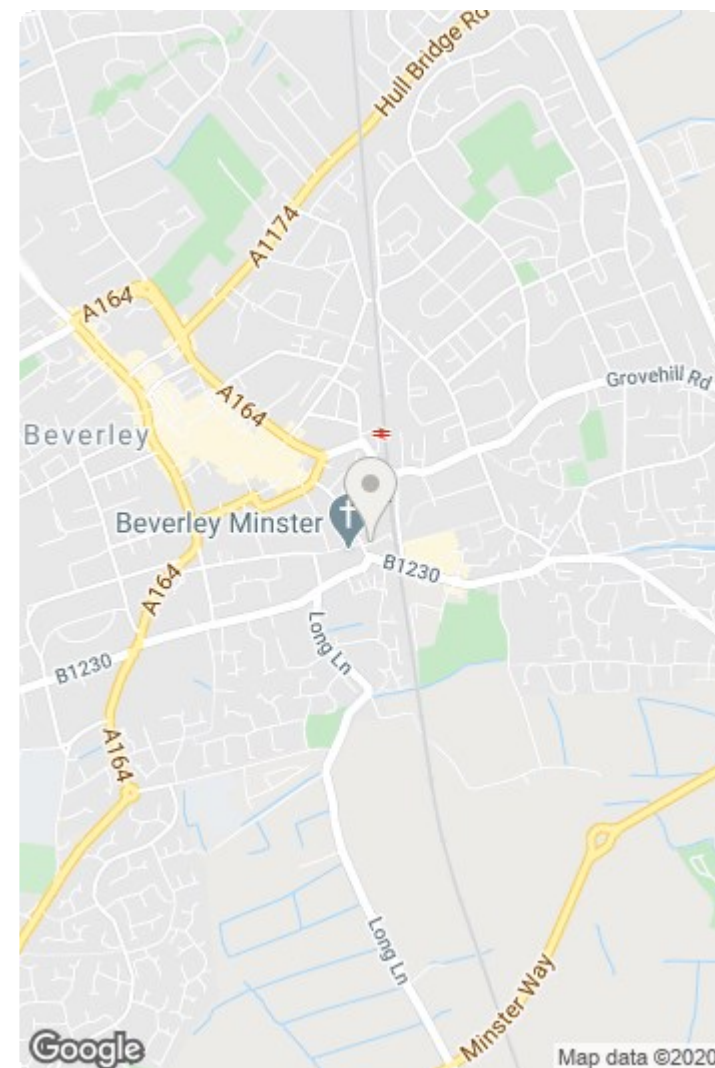 Hull Bridge Rd
A1174
A164
Grovehill Rd
A164
Beverley
Beverley Minster
B1230
A164
Long Ln
B1230
A164
Long Ln
Minster Way
Google
Map data ©2020